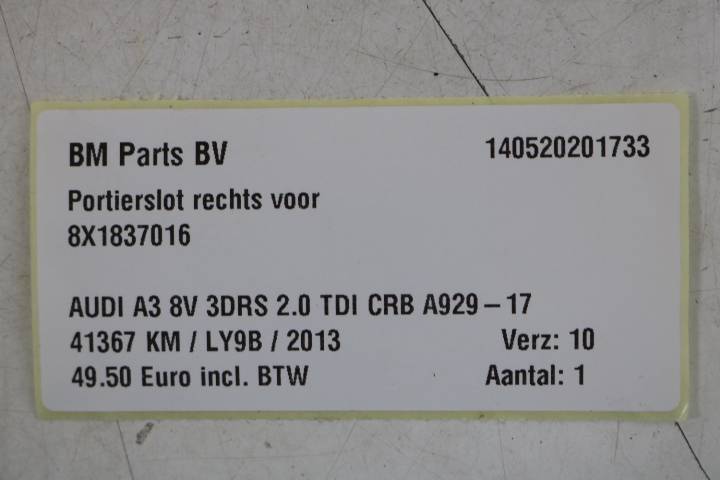 BM Parts BV 140520201733
Portierslot rechts voor
8X1837016
AUDI A3 8V 3DRS 2.0 TDI CRB A929 – 17
41367 KM / LY9B / 2013 Verz: 10
49.50 Euro incl. BTW Aantal: 1